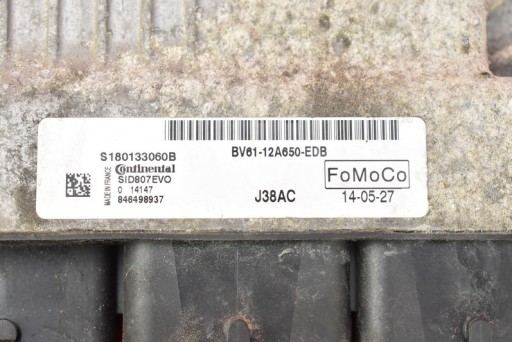 S180133060B
Continental
SID807EVO
0 14147
846498937
MADE IN FRANCE
BV61-12A650-EDB
FoMoCo
J38AC
14-05-27